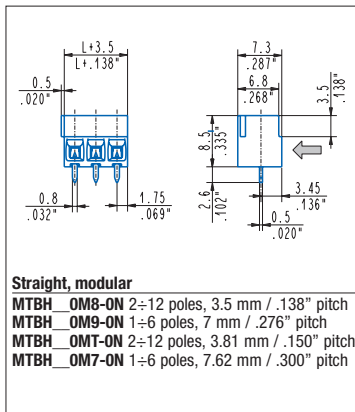 L+3.5
L+.138"
0.5
.020"
0.8
.032"
1.75
.069"
7.3
.287"
6.8
.268"
3.5
.138"
8.5
.335"
2.6
.102"
3.45
.136"
0.5
.020"
Straight, modular
MTBH__0M8-0N 2÷12 poles, 3.5 mm / .138” pitch
MTBH__0M9-0N 1÷6 poles, 7 mm / .276” pitch
MTBH__0MT-0N 2÷12 poles, 3.81 mm / .150” pitch
MTBH__0M7-0N 1÷6 poles, 7.62 mm / .300” pitch